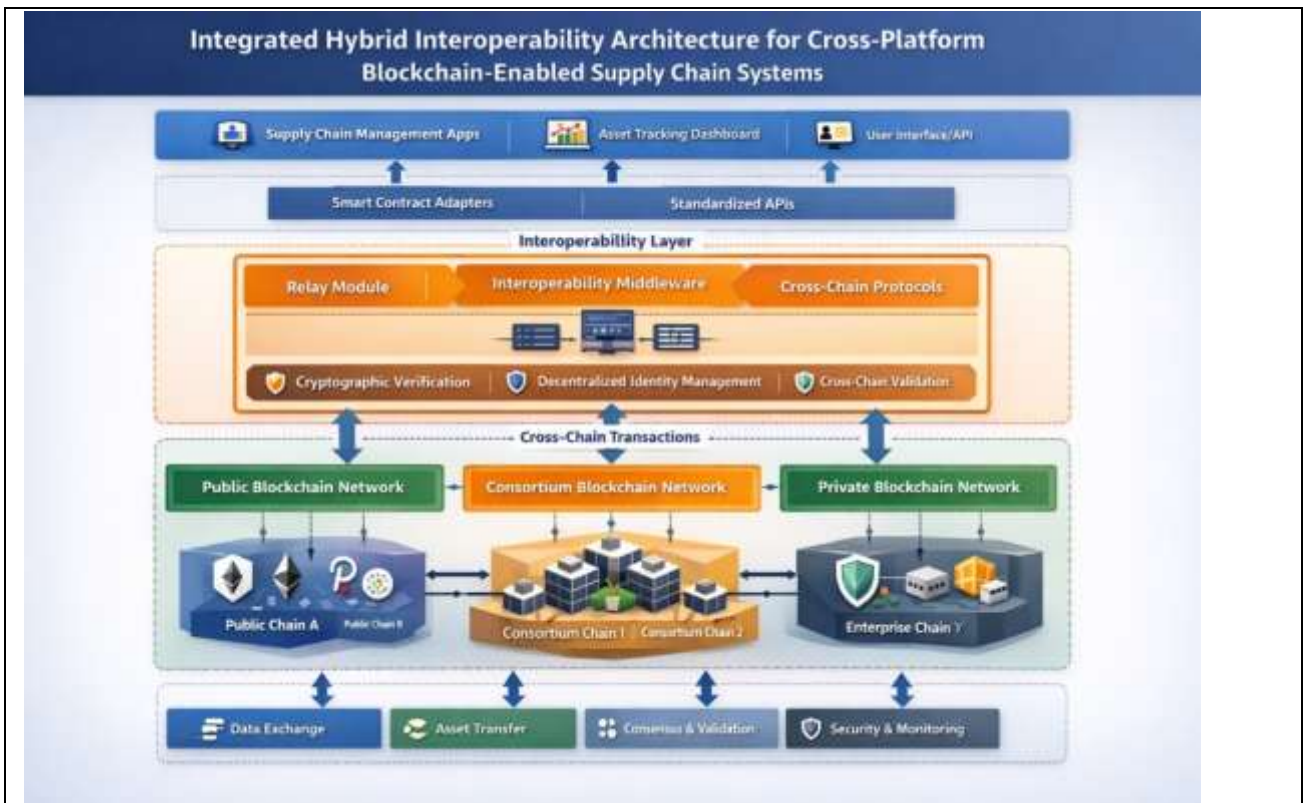 Integrated Hybrid Interoperability Architecture for Cross-Platform
Blockchain-Enabled Supply Chain Systems
Supply Chain Management Apps
Asset Tracking Dashboard
User Interface/API
Smart Contract Adapters
Standardized APIs
Interoperabillity Layer
Relay Module
Interoperability Middleware
Cross-Chain Protocols
Cryptographic Verification
Decentralized Identity Management
Cross-Chain Validation
Cross-Chain Transactions
Public Blockchain Network
Consortium Blockchain Network
Private Blockchain Network
Public Chain A
Public Chain
Consortium Chain 1
Consortium Chain 2
Enterprise Chain
Data Exchange
Asset Transfer
Consensus & Validation
Security & Monitoring